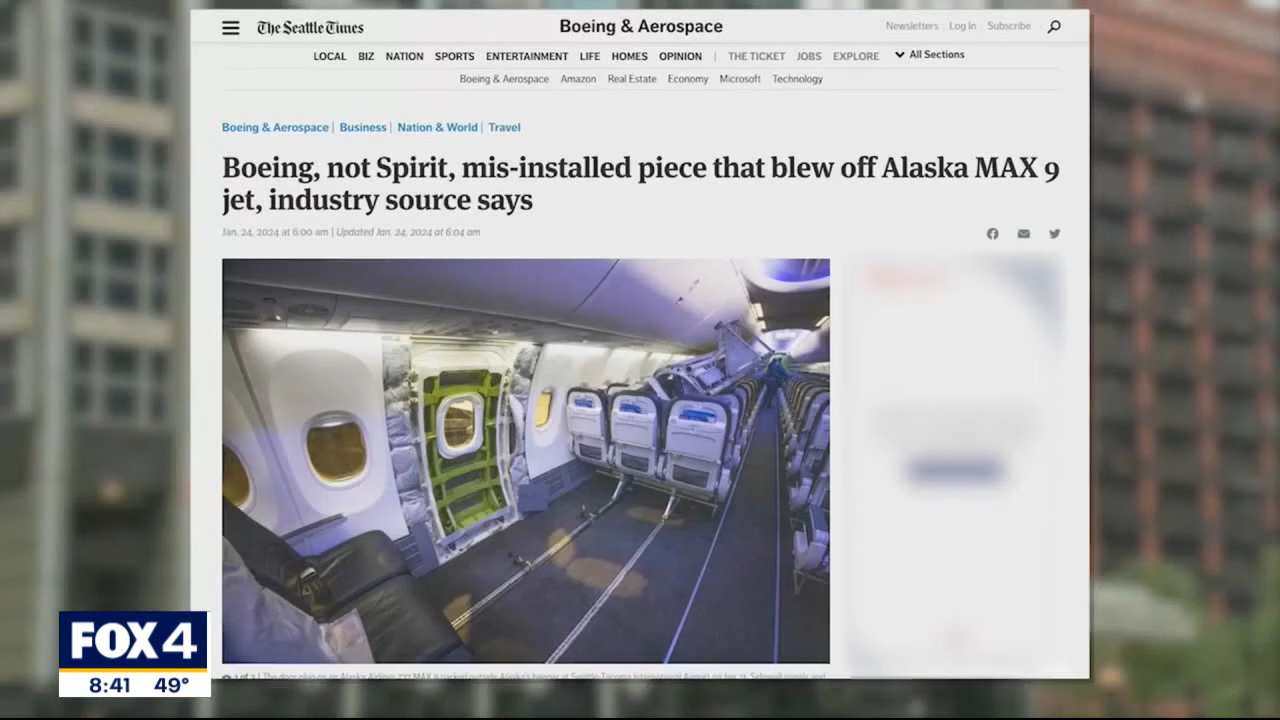 The Seattle Times
Boeing & Aerospace
Newsletters | Log In | Subscribe
LOCAL BIZ NATION SPORTS ENTERTAINMENT LIFE HOMES OPINION | THE TICKET JOBS EXPLORE All Sections
Boeing & Aerospace Amazon Real Estate Economy Microsoft Technology
Boeing & Aerospace | Business | Nation & World | Travel
Boeing, not Spirit, mis-installed piece that blew off Alaska MAX 9
jet, industry source says
Jan. 24, 2024 at 6:00 am | Updated Jan. 24, 2024 at 6:04 am
FOX 4
8:41 49°